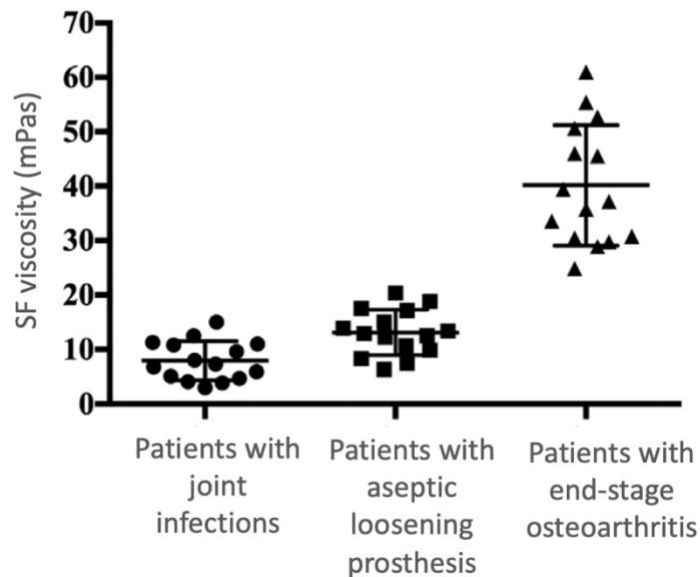 70
60
50
40
30
20
10
0
SF viscosity (mPas)
Patients with
joint
infections
Patients with
aseptic
loosening
prosthesis
Patients with
end-stage
osteoarthritis